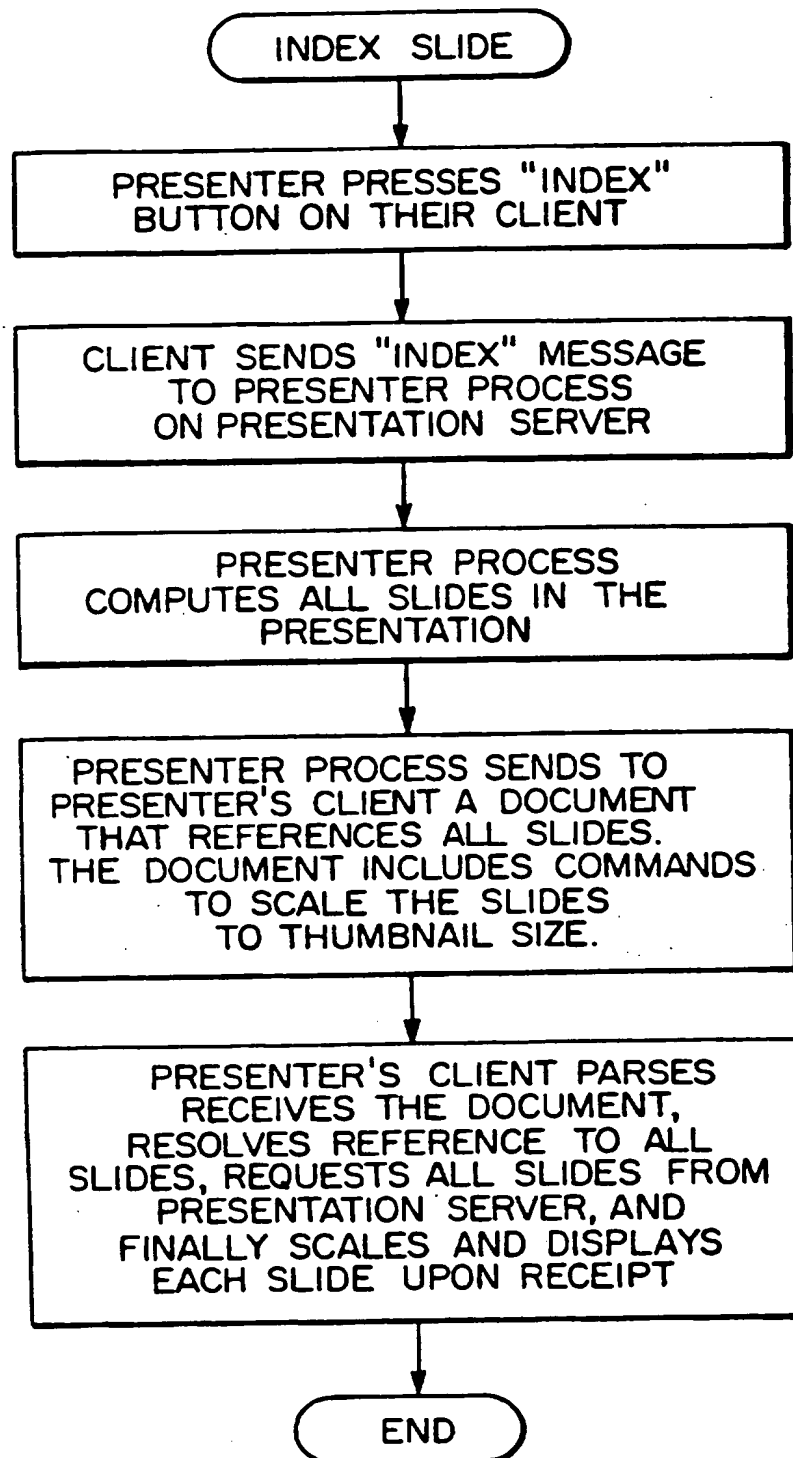 INDEX SLIDE
PRESENTER PRESSES "INDEX"
BUTTON ON THEIR CLIENT
CLIENT SENDS "INDEX" MESSAGE
TO PRESENTER PROCESS
ON PRESENTATION SERVER
PRESENTER PROCESS
COMPUTES ALL SLIDES IN THE
PRESENTATION
PRESENTER PROCESS SENDS TO
PRESENTER'S CLIENT A DOCUMENT
THAT REFERENCES ALL SLIDES.
THE DOCUMENT INCLUDES COMMANDS
TO SCALE THE SLIDES
TO THUMBNAIL SIZE.
PRESENTER'S CLIENT PARSES
RECEIVES THE DOCUMENT,
RESOLVES REFERENCE TO ALL
SLIDES, REQUESTS ALL SLIDES FROM
PRESENTATION SERVER, AND
FINALLY SCALES AND DISPLAYS
EACH SLIDE UPON RECEIPT
END